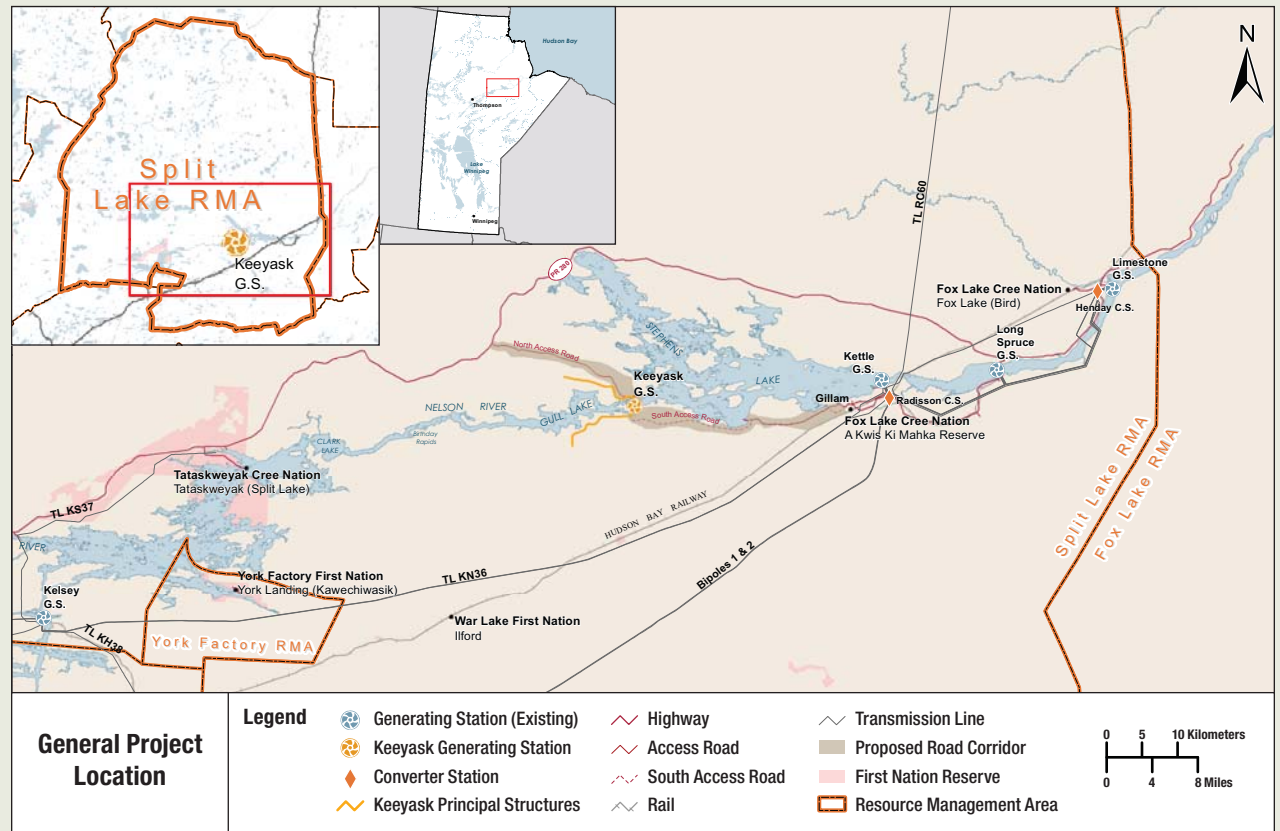 Split
Lake RMA
Keeyask
G.S.
Hudson Bay
Thompson
Lake
Winnipeg
Winnipeg
N
TL RC60
PR 280
STEPHENS
LAKE
North Access Road
Keeyask
G.S.
South Access Road
NELSON RIVER
GULL LAKE
Birthday
Rapids
CLARK
LAKE
Kettle
G.S.
Gillam
Radisson C.S.
Fox Lake Cree Nation
A Kwis Ki Mahka Reserve
Fox Lake Cree Nation
Fox Lake (Bird)
Limestone
G.S.
Henday C.S.
Long
Spruce
G.S.
Tataskweyak Cree Nation
Tataskweyak (Split Lake)
TL KS37
RIVER
Kelsey
G.S.
TL KH38
York Factory First Nation
York Landing (Kawechiwasik)
York Factory RMA
TL KN36
HUDSON BAY RAILWAY
Bipoles 1 & 2
War Lake First Nation
Ilford
Split Lake RMA
Fox Lake RMA
General Project
Location
Legend
Generating Station (Existing)
Keeyask Generating Station
Converter Station
Keeyask Principal Structures
Highway
Access Road
South Access Road
Rail
Transmission Line
Proposed Road Corridor
First Nation Reserve
Resource Management Area
0 5 10 Kilometers
0 4 8 Miles